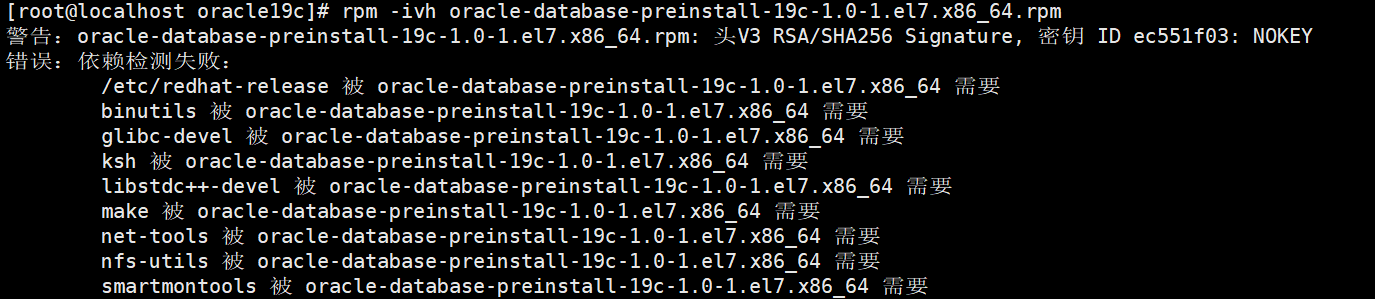 [root@localhost oracle19c]# rpm -ivh oracle-database-preinstall-19c-1.0-1.el7.x86_64.rpm
警告：oracle-database-preinstall-19c-1.0-1.el7.x86_64.rpm: 头V3 RSA/SHA256 Signature, 密钥 ID ec551f03: NOKEY
错误：依赖检测失败：
/etc/redhat-release 被 oracle-database-preinstall-19c-1.0-1.el7.x86_64 需要
binutils 被 oracle-database-preinstall-19c-1.0-1.el7.x86_64 需要
glibc-devel 被 oracle-database-preinstall-19c-1.0-1.el7.x86_64 需要
ksh 被 oracle-database-preinstall-19c-1.0-1.el7.x86_64 需要
libstdc++-devel 被 oracle-database-preinstall-19c-1.0-1.el7.x86_64 需要
make 被 oracle-database-preinstall-19c-1.0-1.el7.x86_64 需要
net-tools 被 oracle-database-preinstall-19c-1.0-1.el7.x86_64 需要
nfs-utils 被 oracle-database-preinstall-19c-1.0-1.el7.x86_64 需要
smartmontools 被 oracle-database-preinstall-19c-1.0-1.el7.x86_64 需要